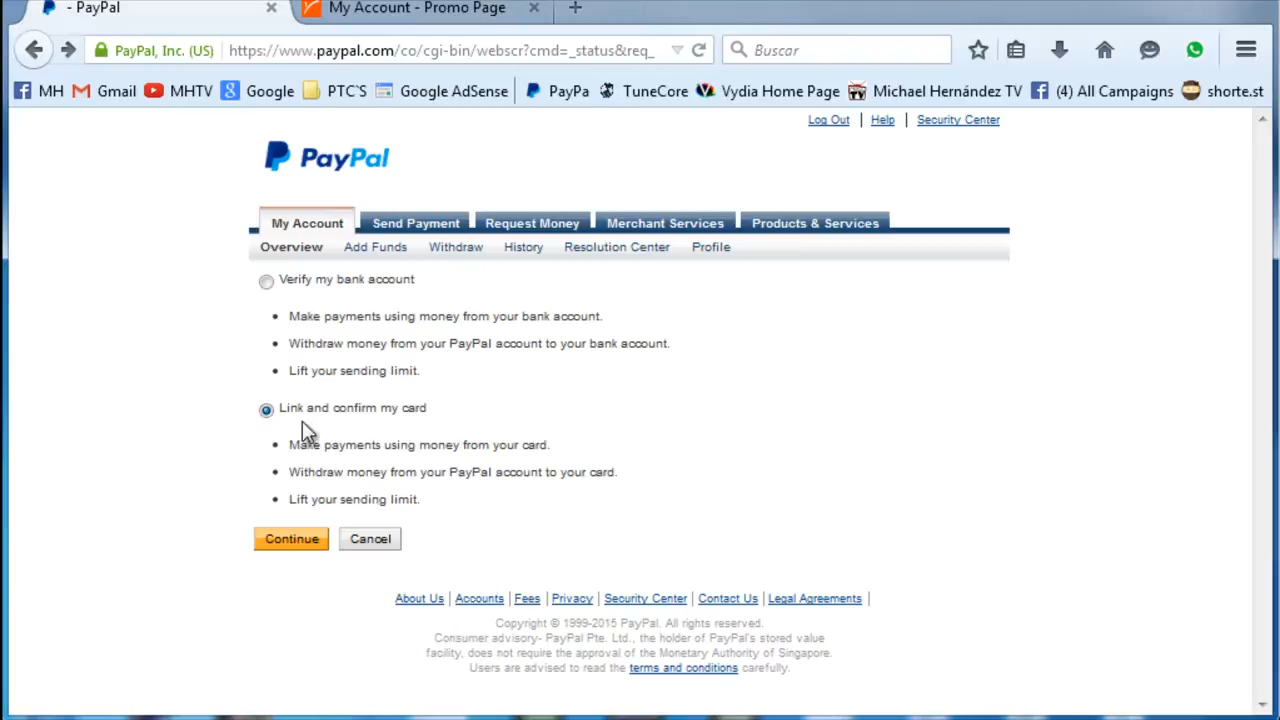 - PayPal
My Account - Promo Page
PayPal, Inc. (US)
https://www.paypal.com/co/cgi-bin/webscr?cmd=_status&req_
Buscar
MH
Gmail
MHTV
Google
PTC`S
Google AdSense
PayPa
TuneCore
Vydia Home Page
Michael Hernández TV
(4) All Campaigns
shorte.st
Log Out | Help | Security Center
PayPal
My Account
Send Payment
Request Money
Merchant Services
Products & Services
Overview
Add Funds
Withdraw
History
Resolution Center
Profile
Verify my bank account
• Make payments using money from your bank account.
• Withdraw money from your PayPal account to your bank account.
• Lift your sending limit.
Link and confirm my card
• Make payments using money from your card.
• Withdraw money from your PayPal account to your card.
• Lift your sending limit.
Continue
Cancel
About Us | Accounts | Fees | Privacy | Security Center | Contact Us | Legal Agreements |
Copyright © 1999-2015 PayPal. All rights reserved.
Consumer advisory- PayPal Pte. Ltd., the holder of PayPal's stored value
facility, does not require the approval of the Monetary Authority of Singapore.
Users are advised to read the terms and conditions carefully.